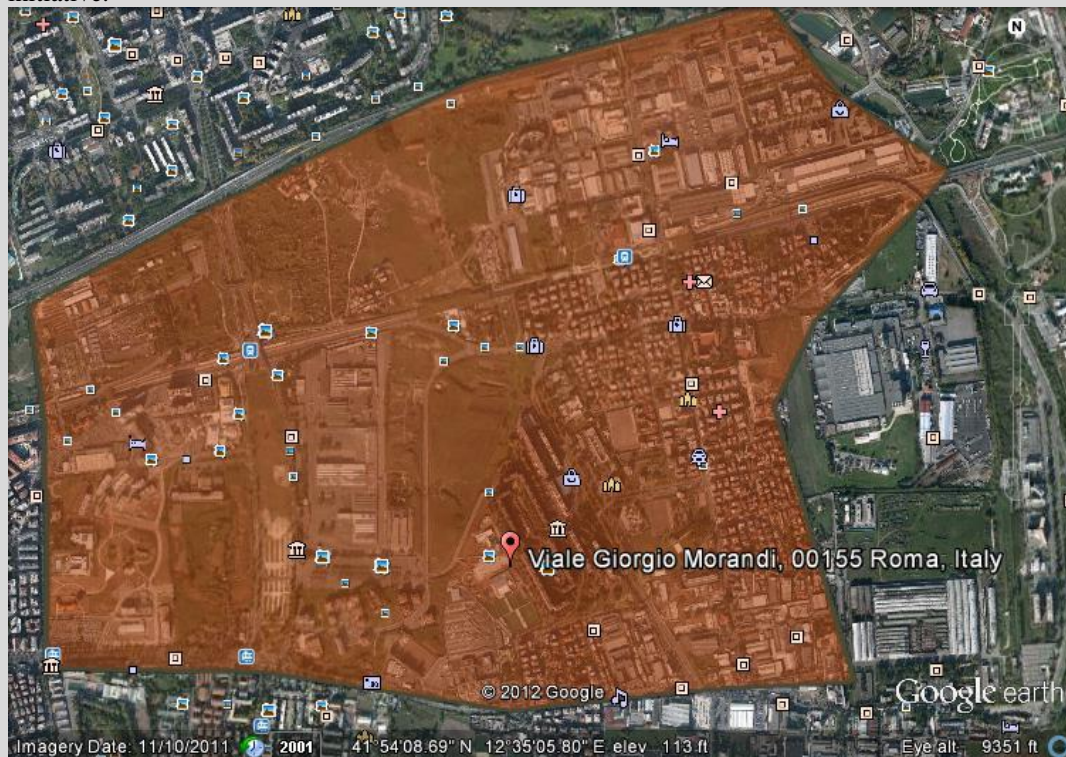 initiative.
N
Viale Giorgio Morandi, 00155 Roma, Italy
© 2012 Google
Google earth
Imagery Date: 11/10/2011 2001 41°54'08.69" N 12°35'05.80" E elev 113 ft Eye alt 9351 ft